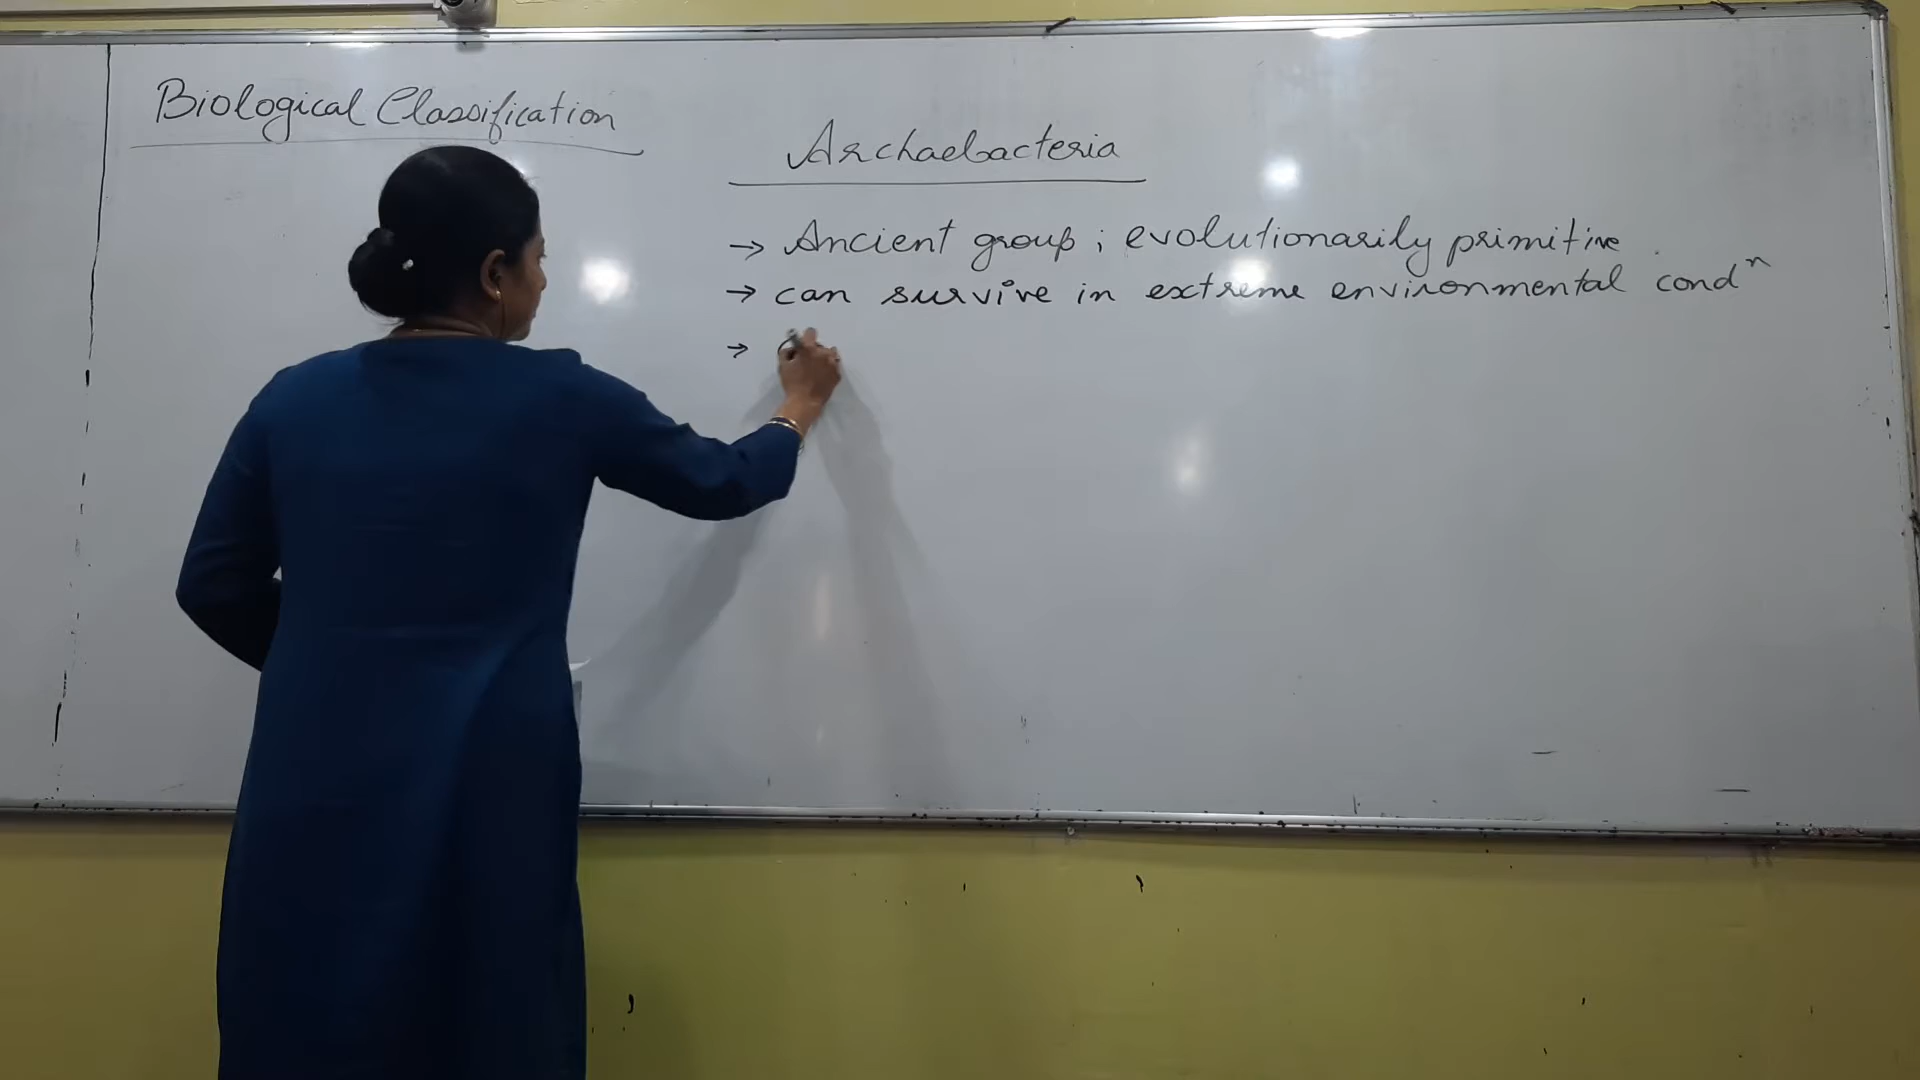 Biological Classification
Archaebacteria
→ Ancient group ; evolutionarily primitive
→ can survive in extreme environmental condⁿ
→